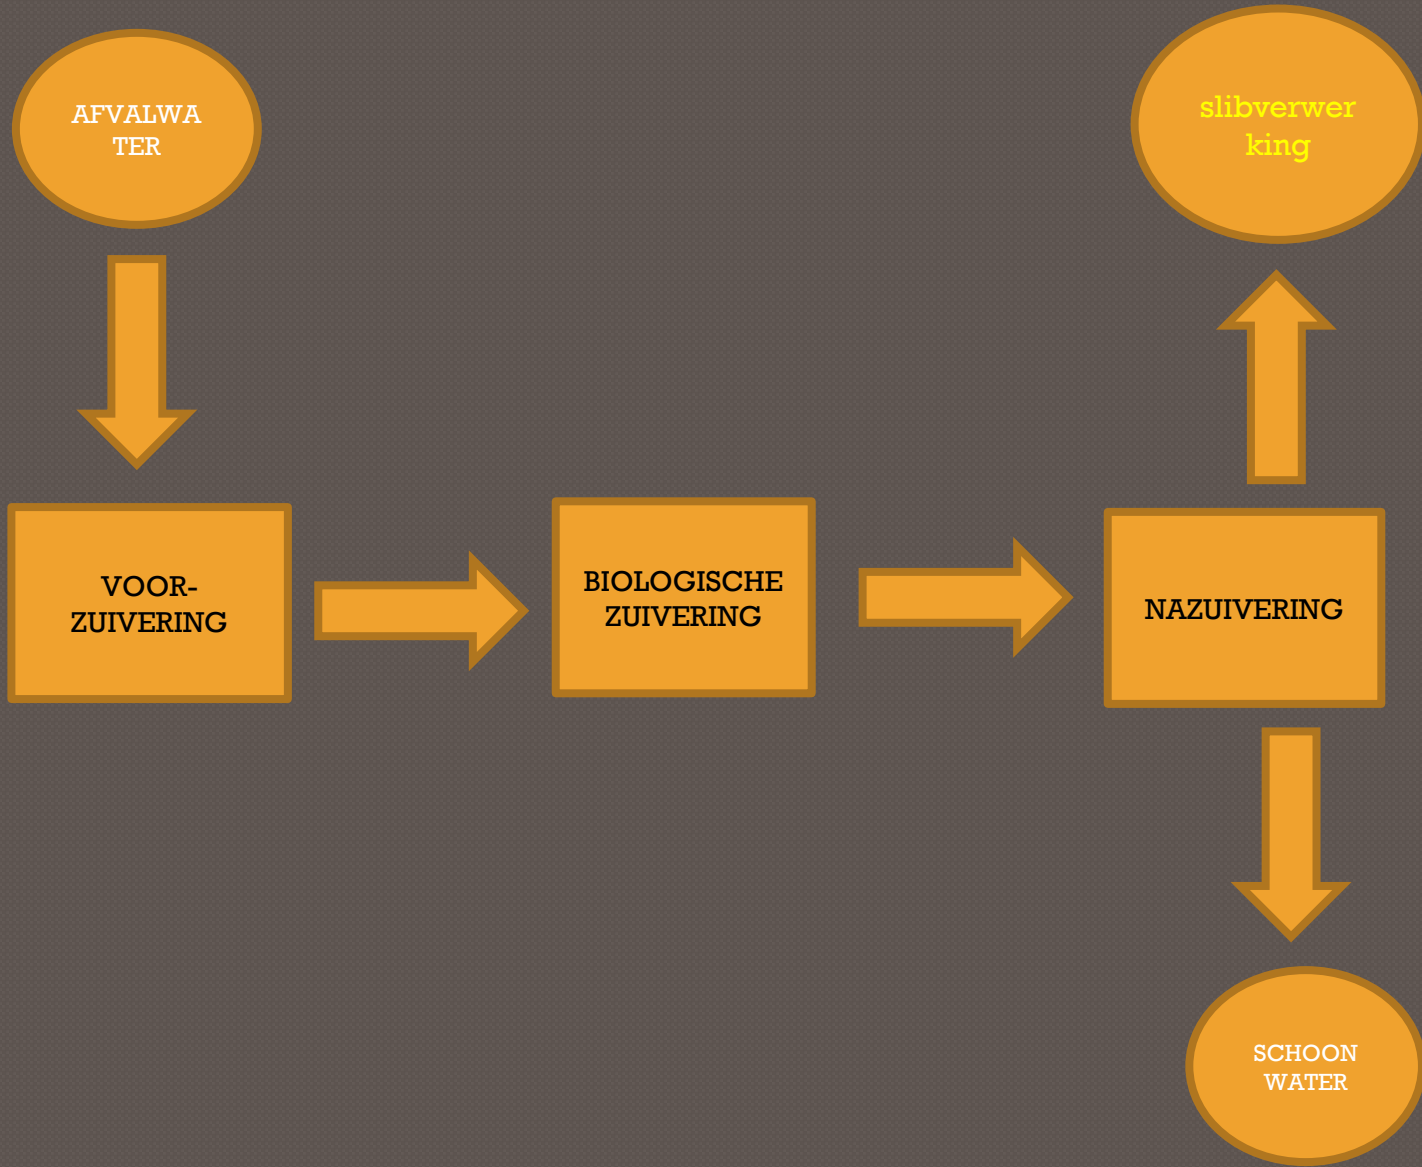 AFVALWA
TER
slibverwer
king
VOOR-
ZUIVERING
BIOLOGISCHE
ZUIVERING
NAZUIVERING
SCHOON
WATER